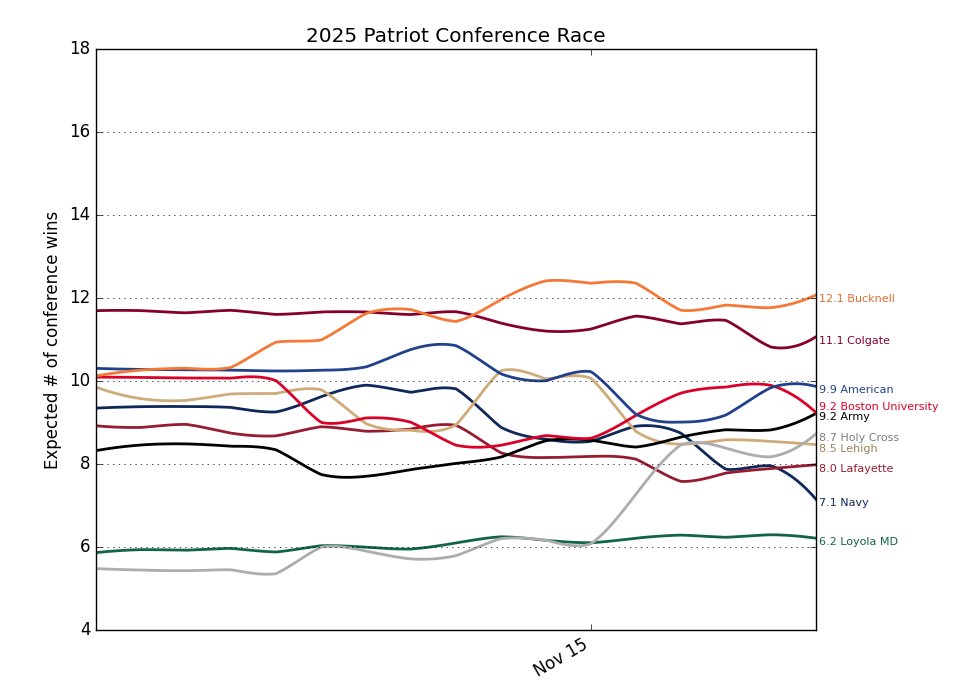 2025 Patriot Conference Race
Expected # of conference wins
18
16
14
12
10
8
6
4
Nov 15
12.1 Bucknell
11.1 Colgate
9.9 American
9.2 Boston University
9.2 Army
8.7 Holy Cross
8.5 Lehigh
8.0 Lafayette
7.1 Navy
6.2 Loyola MD